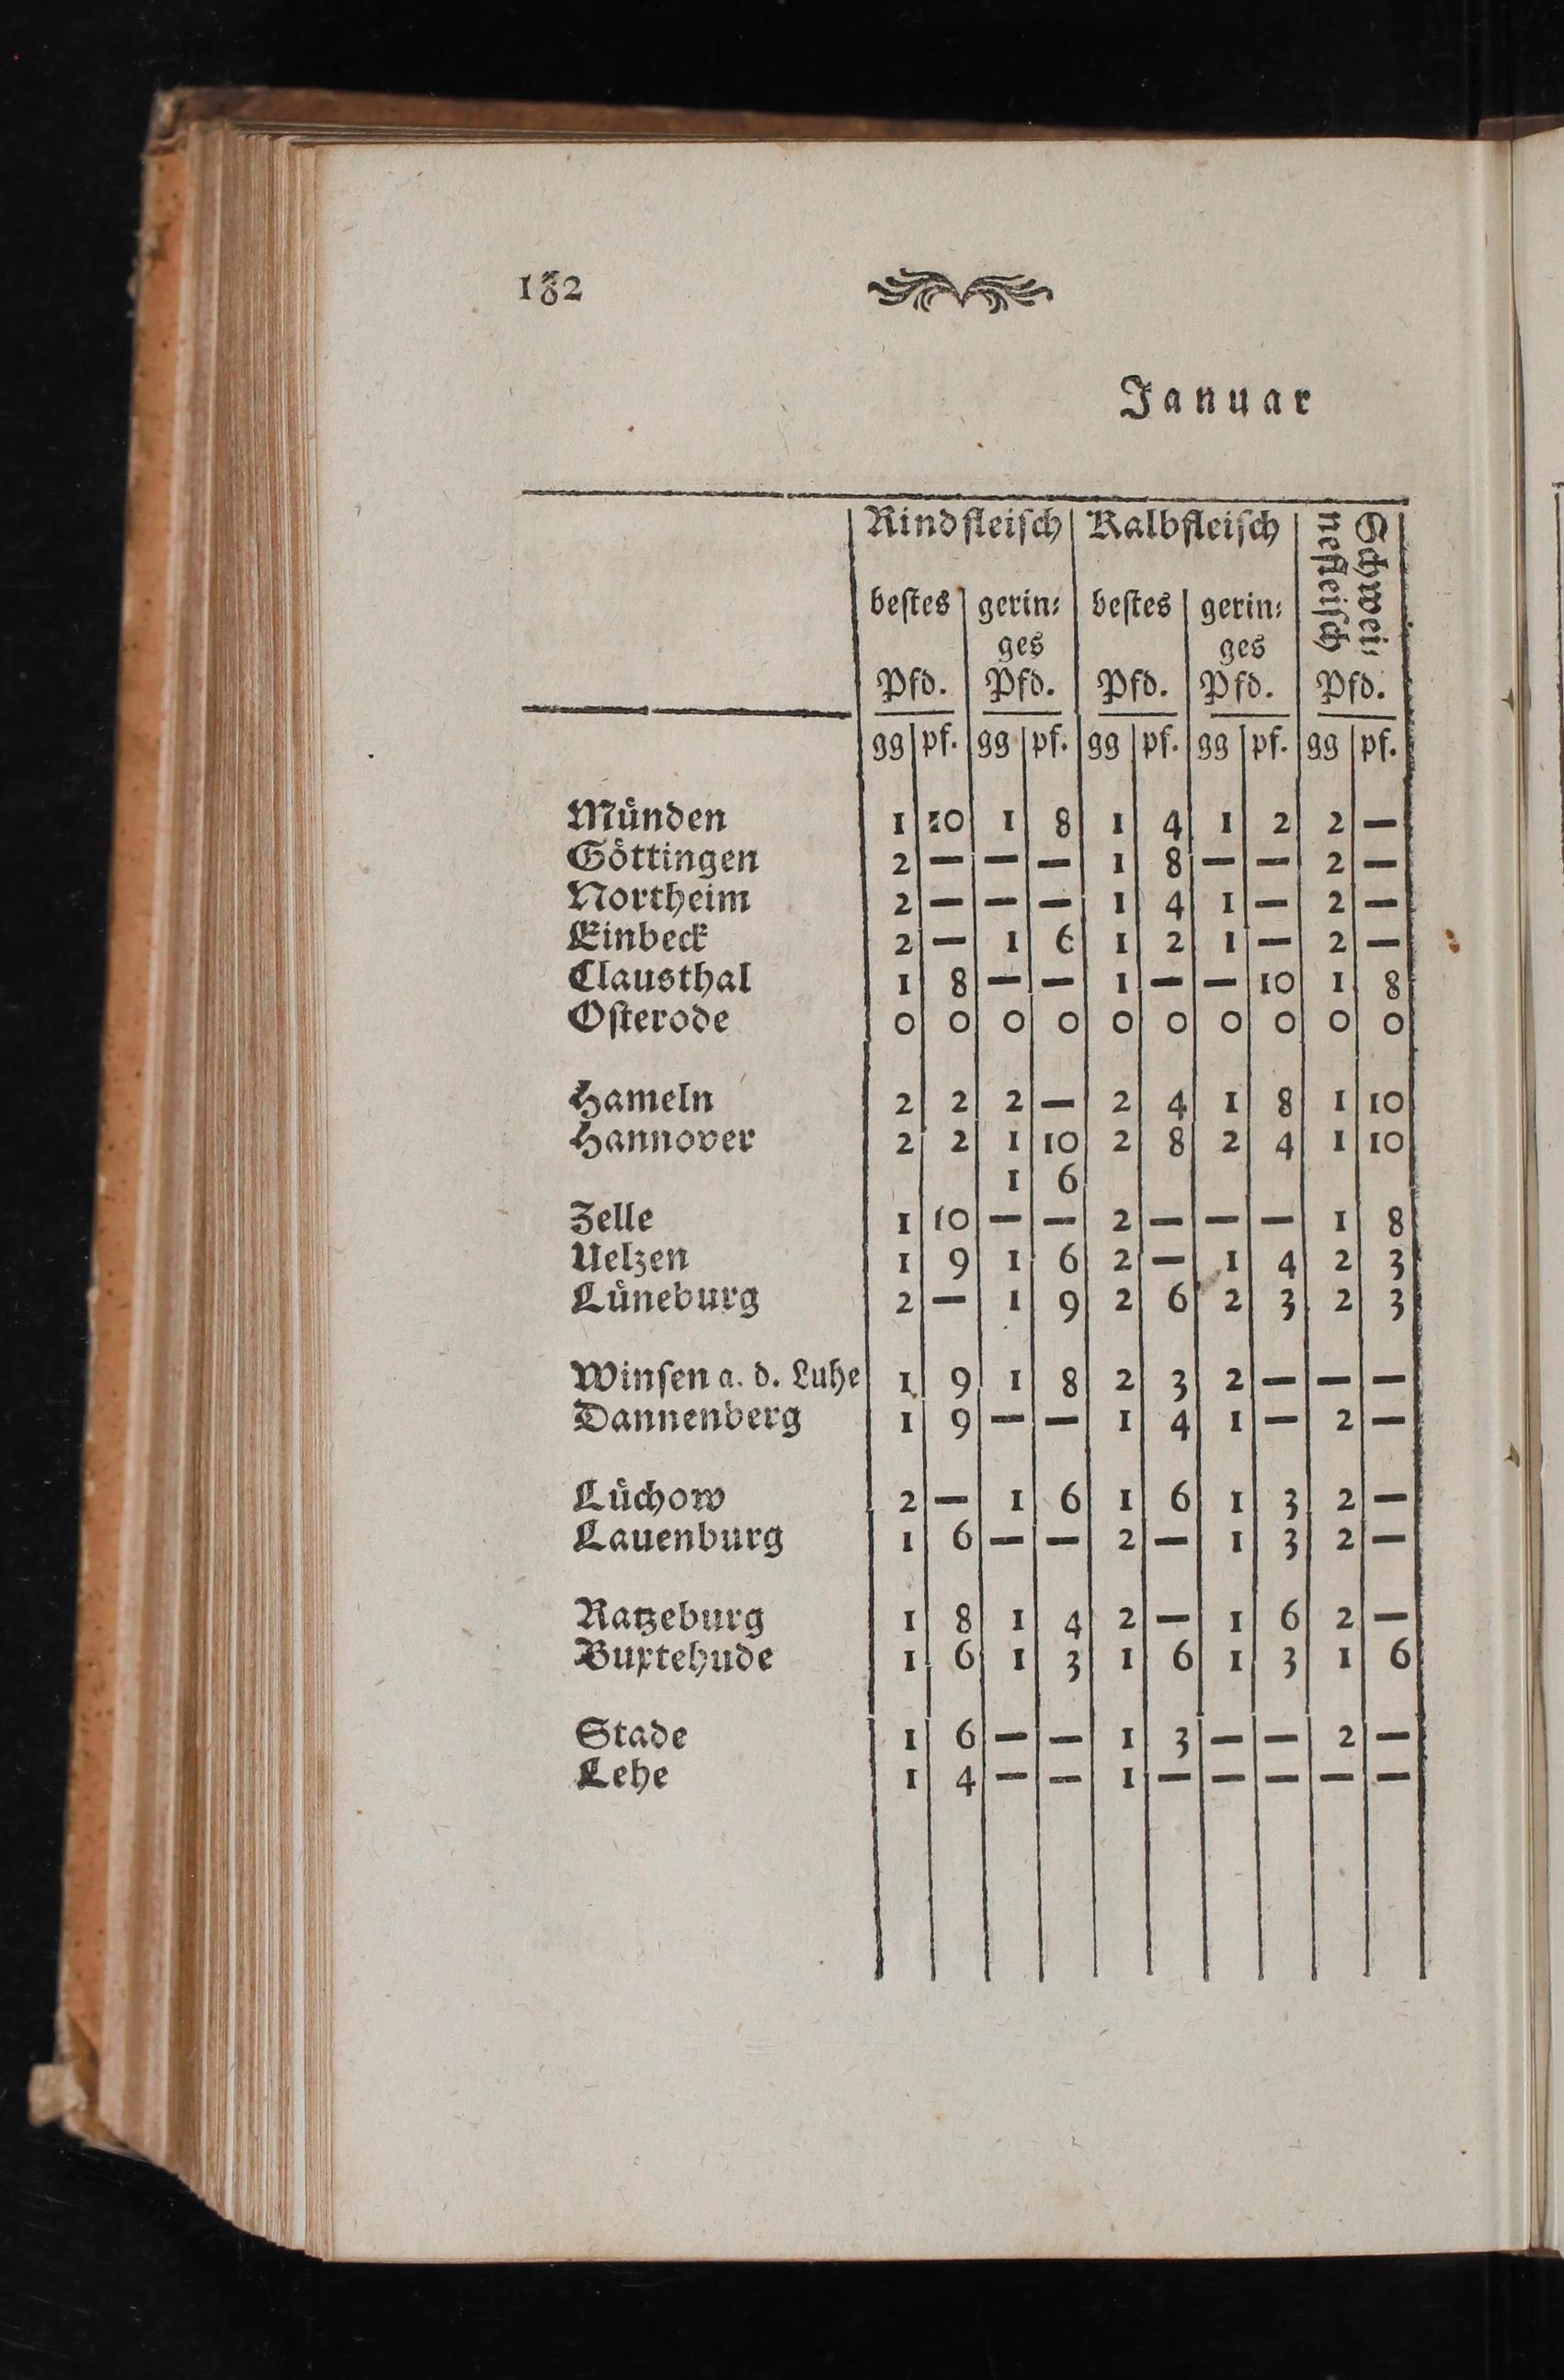 182
Januar
Rindfleiſch | Kalbfleiſch | Schwei⸗
neſleiſch
beſtes | gerin⸗ | beſtes | gerin⸗
ges ges
Pfd. | Pfd. | Pfd. | Pfd. | Pfd.
gg | pf. | gg | pf. | gg | pf. | gg | pf. | gg | pf.
Münden 1 10 1 8 1 4 1 2 2 —
Göttingen 2 — — — 1 8 — — 2 —
Northeim 2 — — — 1 4 1 — 2 —
Einbeck 2 — 1 6 1 2 1 — 2 —
Clausthal 1 8 — — 1 — — 10 1 8
Oſterode 0 0 0 0 0 0 0 0 0 0
Hameln 2 2 2 — 2 4 1 8 1 10
Hannover 2 2 1 10 2 8 2 4 1 10
1 6
Zelle 1 10 — — 2 — — — 1 8
Uelzen 1 9 1 6 2 — 1 4 2 3
Lüneburg 2 — 1 9 2 6 2 3 2 3
Winſen a. d. Luhe 1 9 1 8 2 3 2 — — —
Dannenberg 1 9 — — 1 4 1 — 2 —
Lüchow 2 — 1 6 1 6 1 3 2 —
Lauenburg 1 6 — — 2 — 1 3 2 —
Ratzeburg 1 8 1 4 2 — 1 6 2 —
Buxtehude 1 6 1 3 1 6 1 3 1 6
Stade 1 6 — — 1 3 — — 2 —
Lehe 1 4 — — 1 — — — — —